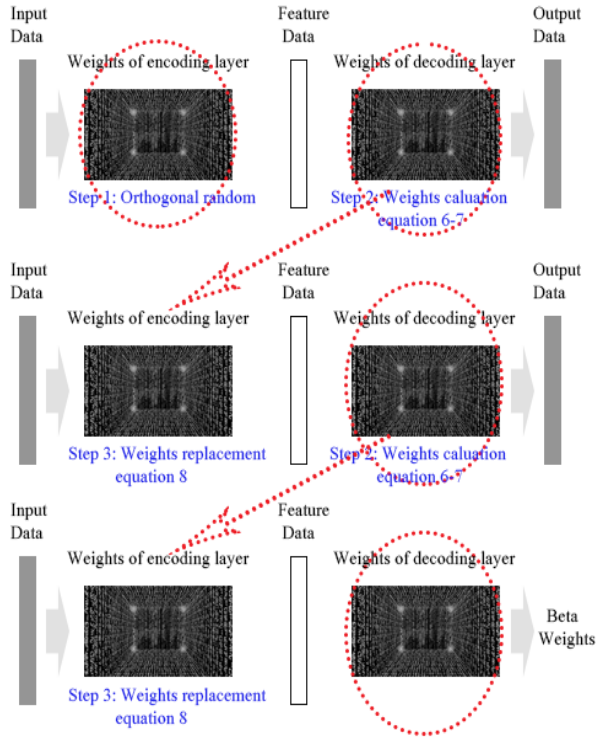 Input
Data
Feature
Data
Output
Data
Weights of encoding layer
Weights of decoding layer
Step 1: Orthogonal random
Step 2: Weights caluation
equation 6-7
Input
Data
Feature
Data
Output
Data
Weights of encoding layer
Weights of decoding layer
Step 3: Weights replacement
equation 8
Step 2: Weights caluation
equation 6-7
Input
Data
Feature
Data
Weights of encoding layer
Weights of decoding layer
Beta
Weights
Step 3: Weights replacement
equation 8